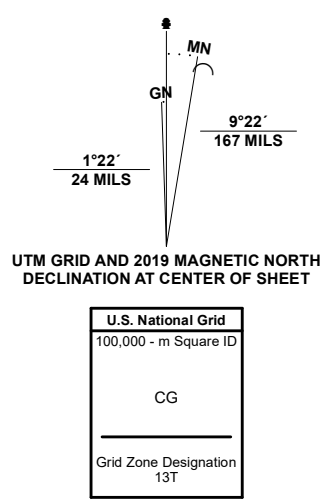 MN
GN
9°22´
167 MILS
1°22´
24 MILS
UTM GRID AND 2019 MAGNETIC NORTH
DECLINATION AT CENTER OF SHEET
U.S. National Grid
100,000 - m Square ID
CG
Grid Zone Designation
13T